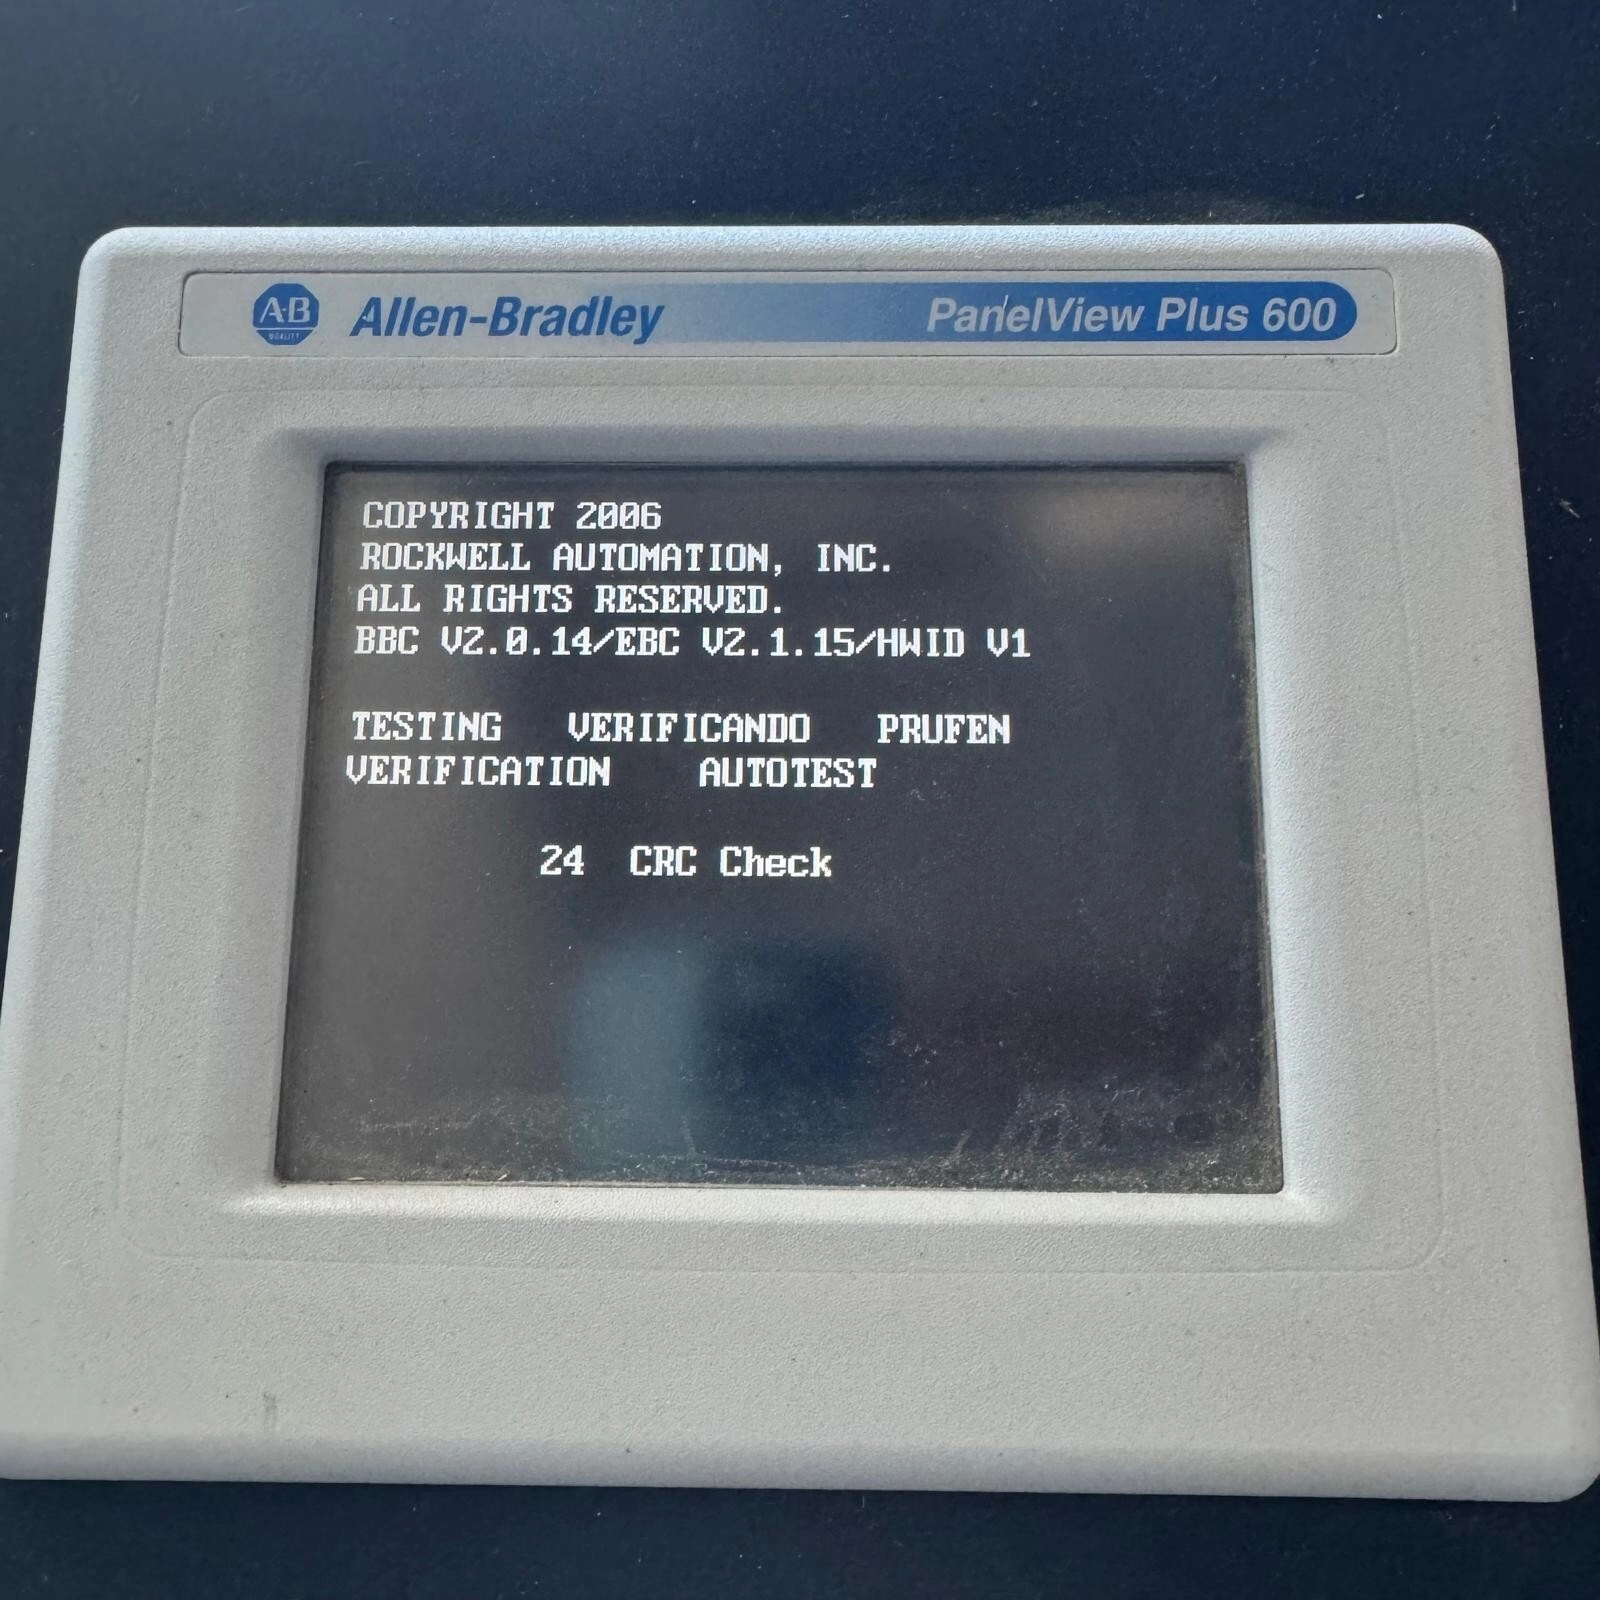 A·B
QUALITY
Allen-Bradley
PanelView Plus 600
COPYRIGHT 2006
ROCKWELL AUTOMATION, INC.
ALL RIGHTS RESERVED.
BBC V2.0.14/EBC V2.1.15/HWID V1
TESTING VERIFICANDO PRUFEN
VERIFICATION AUTOTEST
24 CRC Check